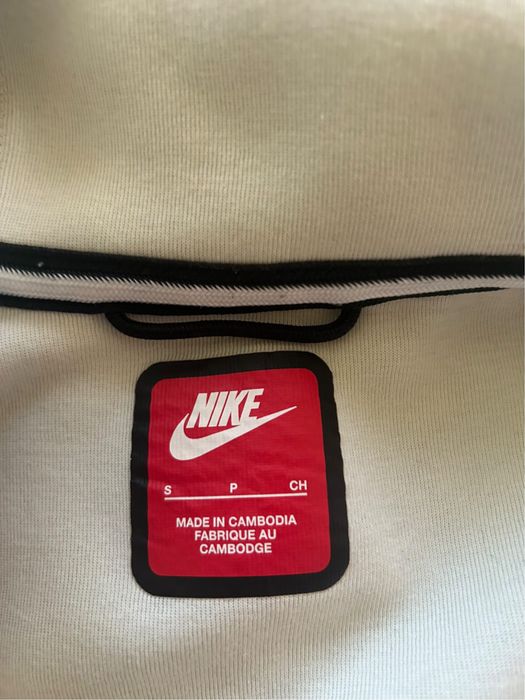 NIKE
S P CH
MADE IN CAMBODIA
FABRIQUE AU
CAMBODGE